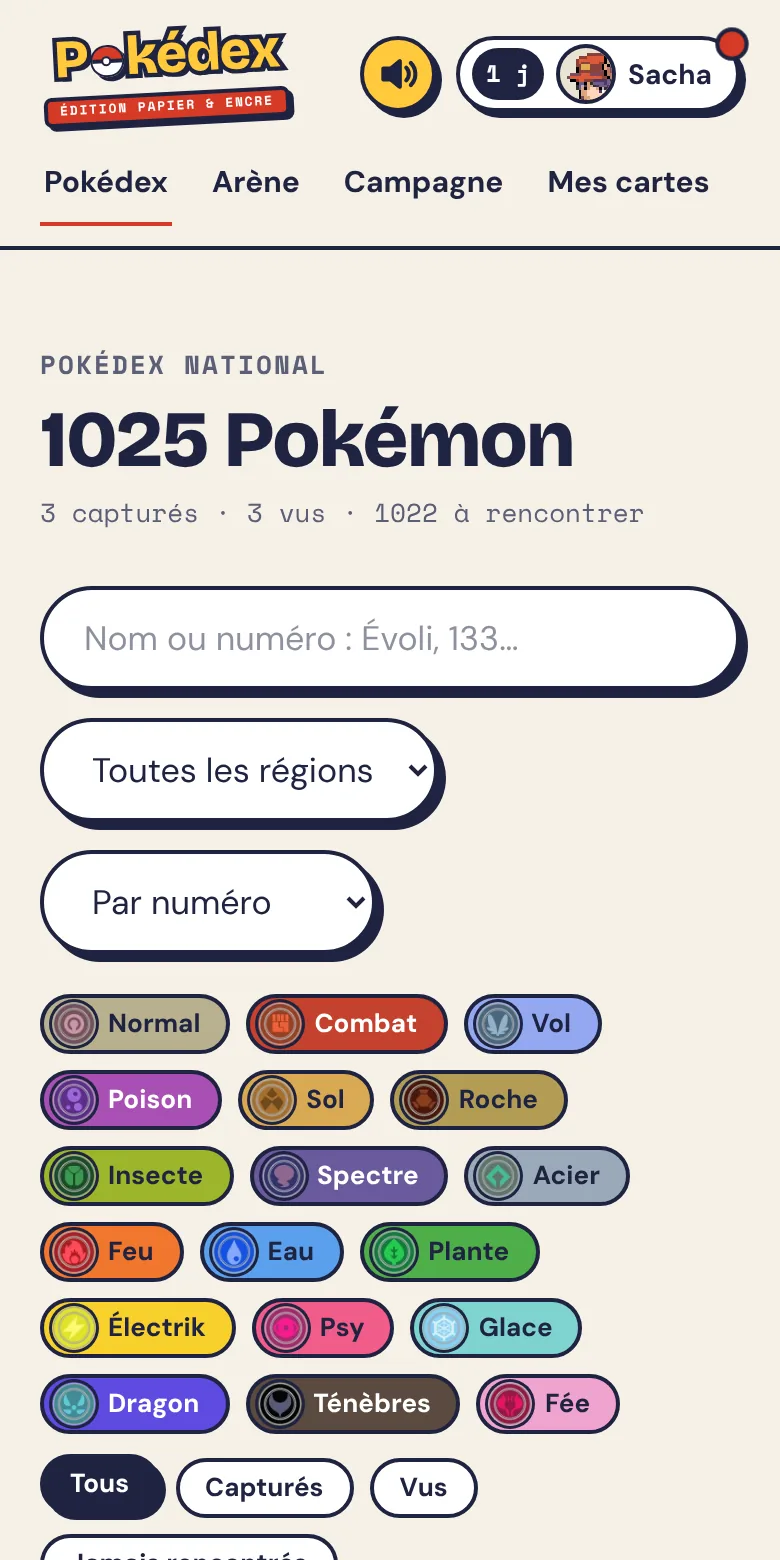 Pokédex
ÉDITION PAPIER & ENCRE
1 j Sacha
Pokédex Arène Campagne Mes cartes
POKÉDEX NATIONAL
1025 Pokémon
3 capturés · 3 vus · 1022 à rencontrer
Nom ou numéro : Évoli, 133…
Toutes les régions
Par numéro
Normal Combat Vol
Poison Sol Roche
Insecte Spectre Acier
Feu Eau Plante
Électrik Psy Glace
Dragon Ténèbres Fée
Tous Capturés Vus
Jamais rencontrés